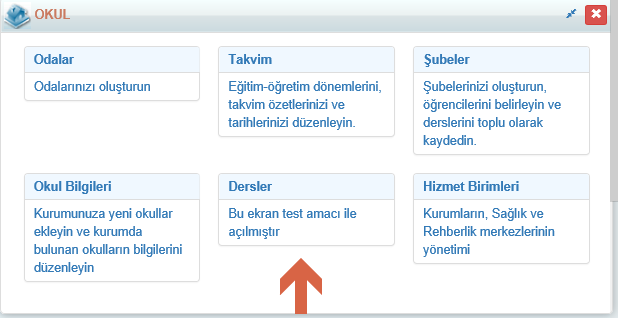 OKUL
Odalar
Odalarınızı oluşturun
Takvim
Eğitim-öğretim dönemlerini,
takvim özetlerinizi ve
tarihlerinizi düzenleyin.
Şubeler
Şubelerinizi oluşturun,
öğrencilerini belirleyin ve
derslerini toplu olarak
kaydedin.
Okul Bilgileri
Kurumunuza yeni okullar
ekleyin ve kurumda
bulunan okulların bilgilerini
düzenleyin
Dersler
Bu ekran test amacı ile
açılmıştır
Hizmet Birimleri
Kurumların, Sağlık ve
Rehberlik merkezlerinin
yönetimi